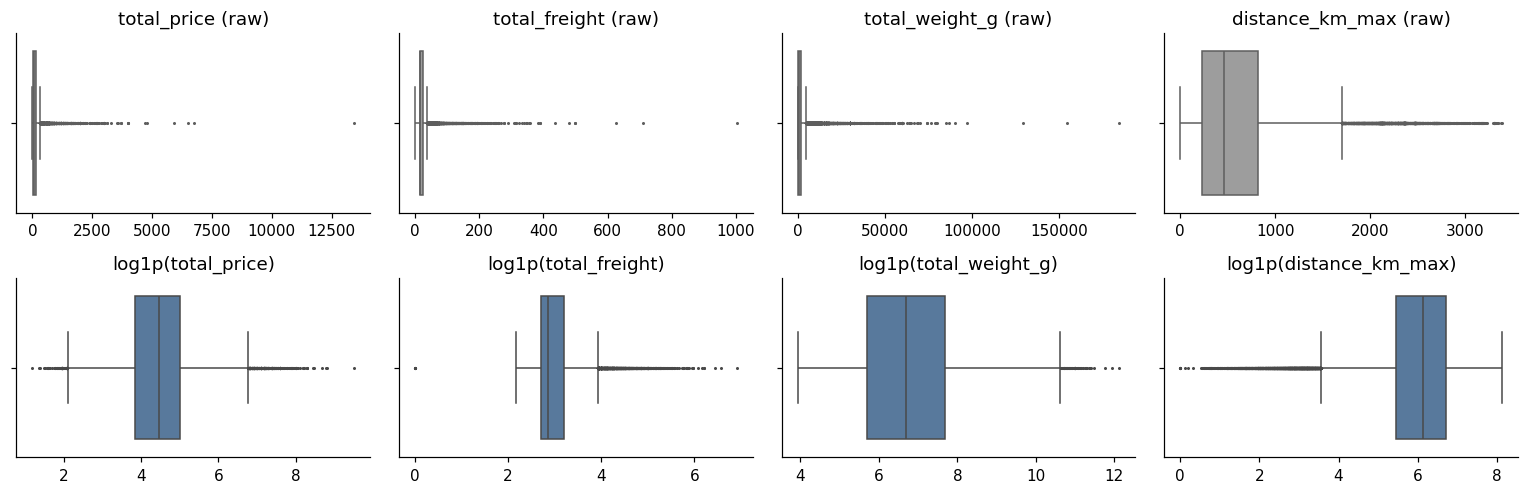 total_price (raw)
total_freight (raw)
total_weight_g (raw)
distance_km_max (raw)
0 2500 5000 7500 10000 12500
0 200 400 600 800 1000
0 50000 100000 150000
0 1000 2000 3000
log1p(total_price)
log1p(total_freight)
log1p(total_weight_g)
log1p(distance_km_max)
2 4 6 8
0 2 4 6
4 6 8 10 12
0 2 4 6 8